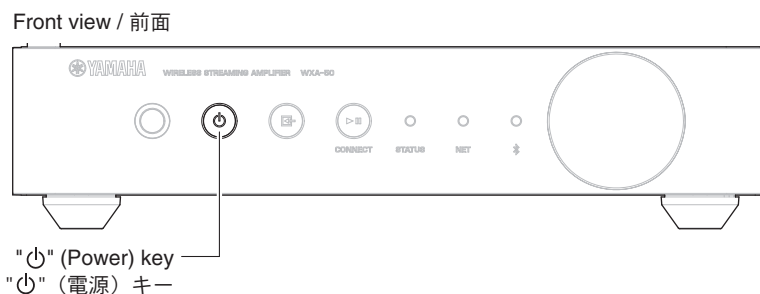 Front view / 前面
YAMAHA WIRELESS STREAMING AMPLIFIER WXA-50
CONNECT STATUS NET
"⏻" (Power) key
"⏻"（電源）キー